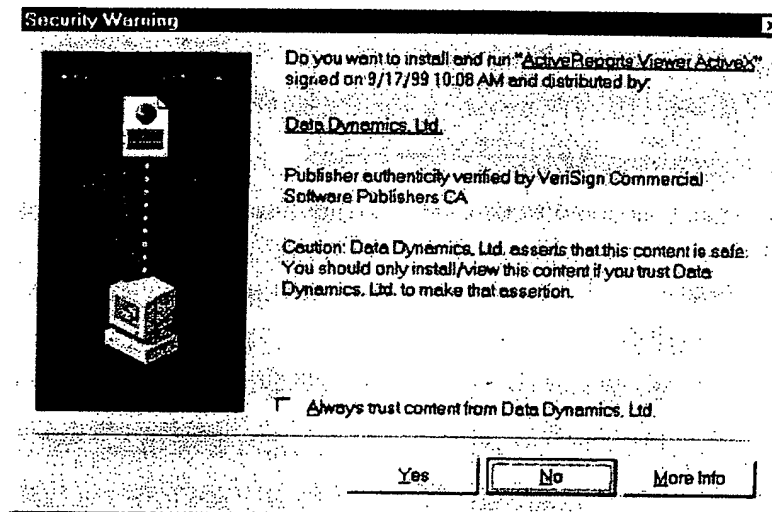 Security Warning
Do you want to install and run "ActiveReports Viewer ActiveX"
signed on 9/17/99 10:08 AM and distributed by:
Data Dynamics, Ltd.
Publisher authenticity verified by VeriSign Commercial
Software Publishers CA
Caution: Data Dynamics, Ltd. asserts that this content is safe.
You should only install/view this content if you trust Data
Dynamics, Ltd. to make that assertion.
Always trust content from Data Dynamics, Ltd.
Yes No More Info